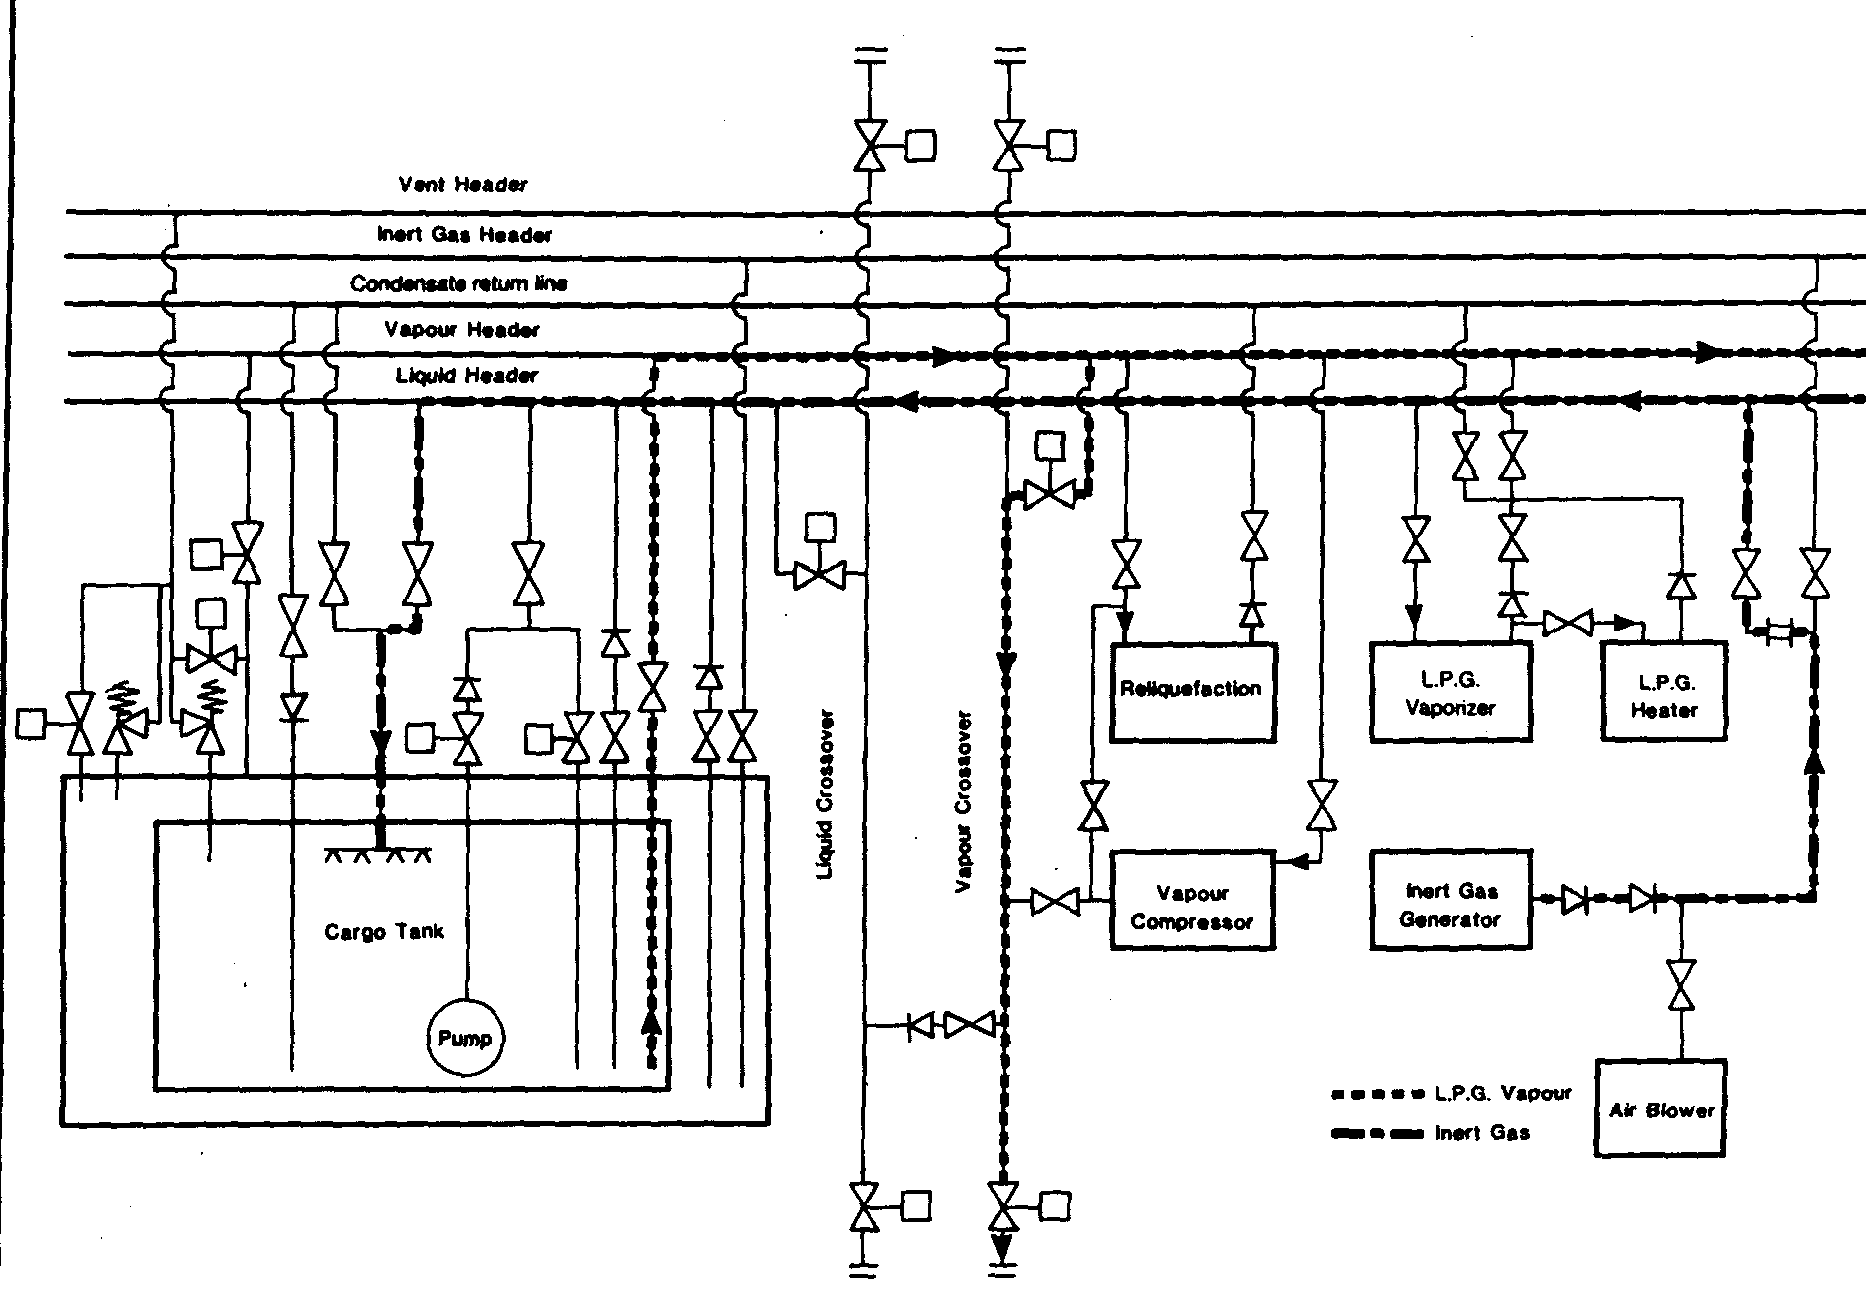 Vent Header
Inert Gas Header
Condensate return line
Vapour Header
Liquid Header
Liquid Crossover
Vapour Crossover
Reliquefaction
L.P.G.
Vaporizer
L.P.G.
Heater
Cargo Tank
Pump
Vapour
Compressor
Inert Gas
Generator
L.P.G. Vapour
Inert Gas
Air Blower